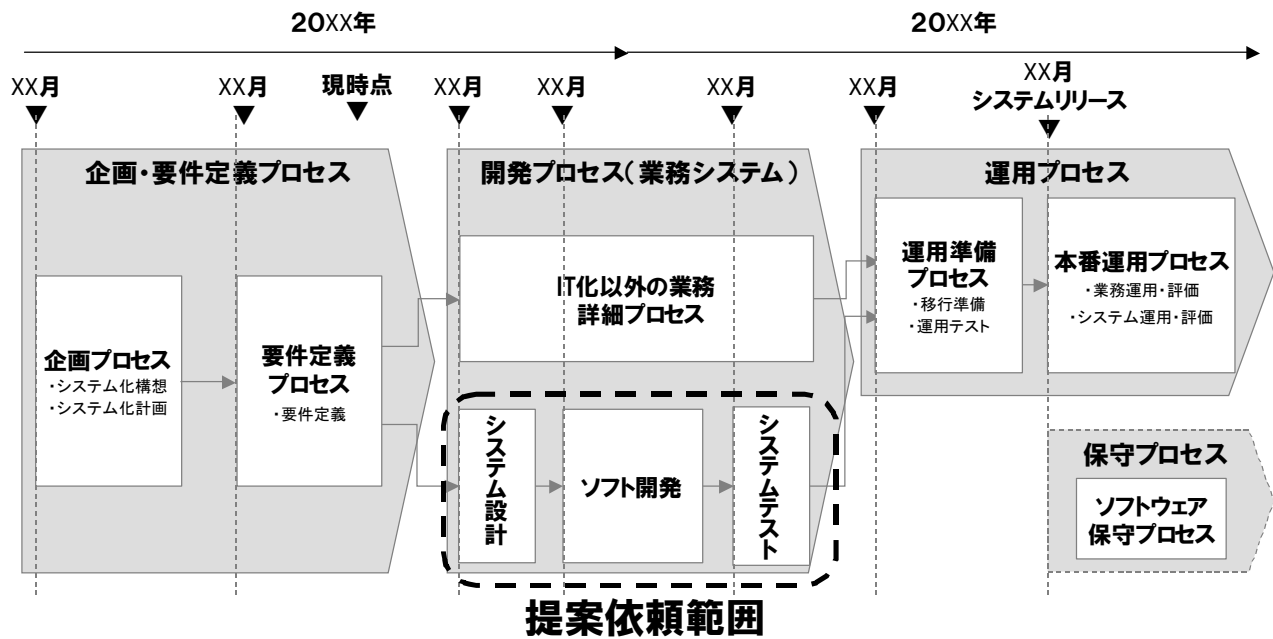 20XX年
20XX年
XX月
XX月
現時点
XX月
XX月
XX月
XX月
XX月
システムリリース
企画・要件定義プロセス
企画プロセス
・システム化構想
・システム化計画
要件定義
プロセス
・要件定義
開発プロセス(業務システム)
IT化以外の業務
詳細プロセス
システム設計
ソフト開発
システムテスト
提案依頼範囲
運用プロセス
運用準備
プロセス
・移行準備
・運用テスト
本番運用プロセス
・業務運用・評価
・システム運用・評価
保守プロセス
ソフトウェア
保守プロセス